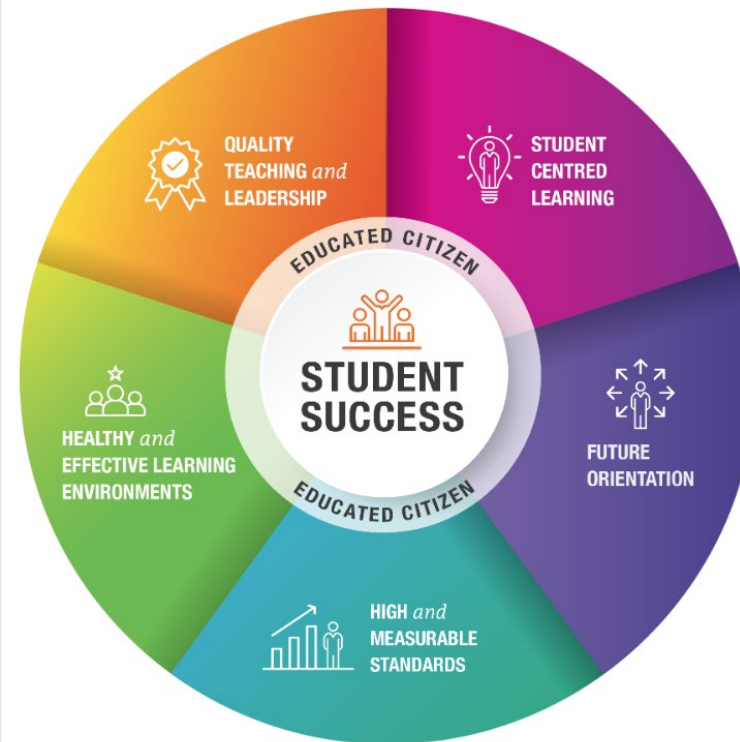 QUALITY
TEACHING and
LEADERSHIP
STUDENT
CENTRED
LEARNING
EDUCATED CITIZEN
STUDENT
SUCCESS
EDUCATED CITIZEN
HEALTHY and
EFFECTIVE LEARNING
ENVIRONMENTS
FUTURE
ORIENTATION
HIGH and
MEASURABLE
STANDARDS